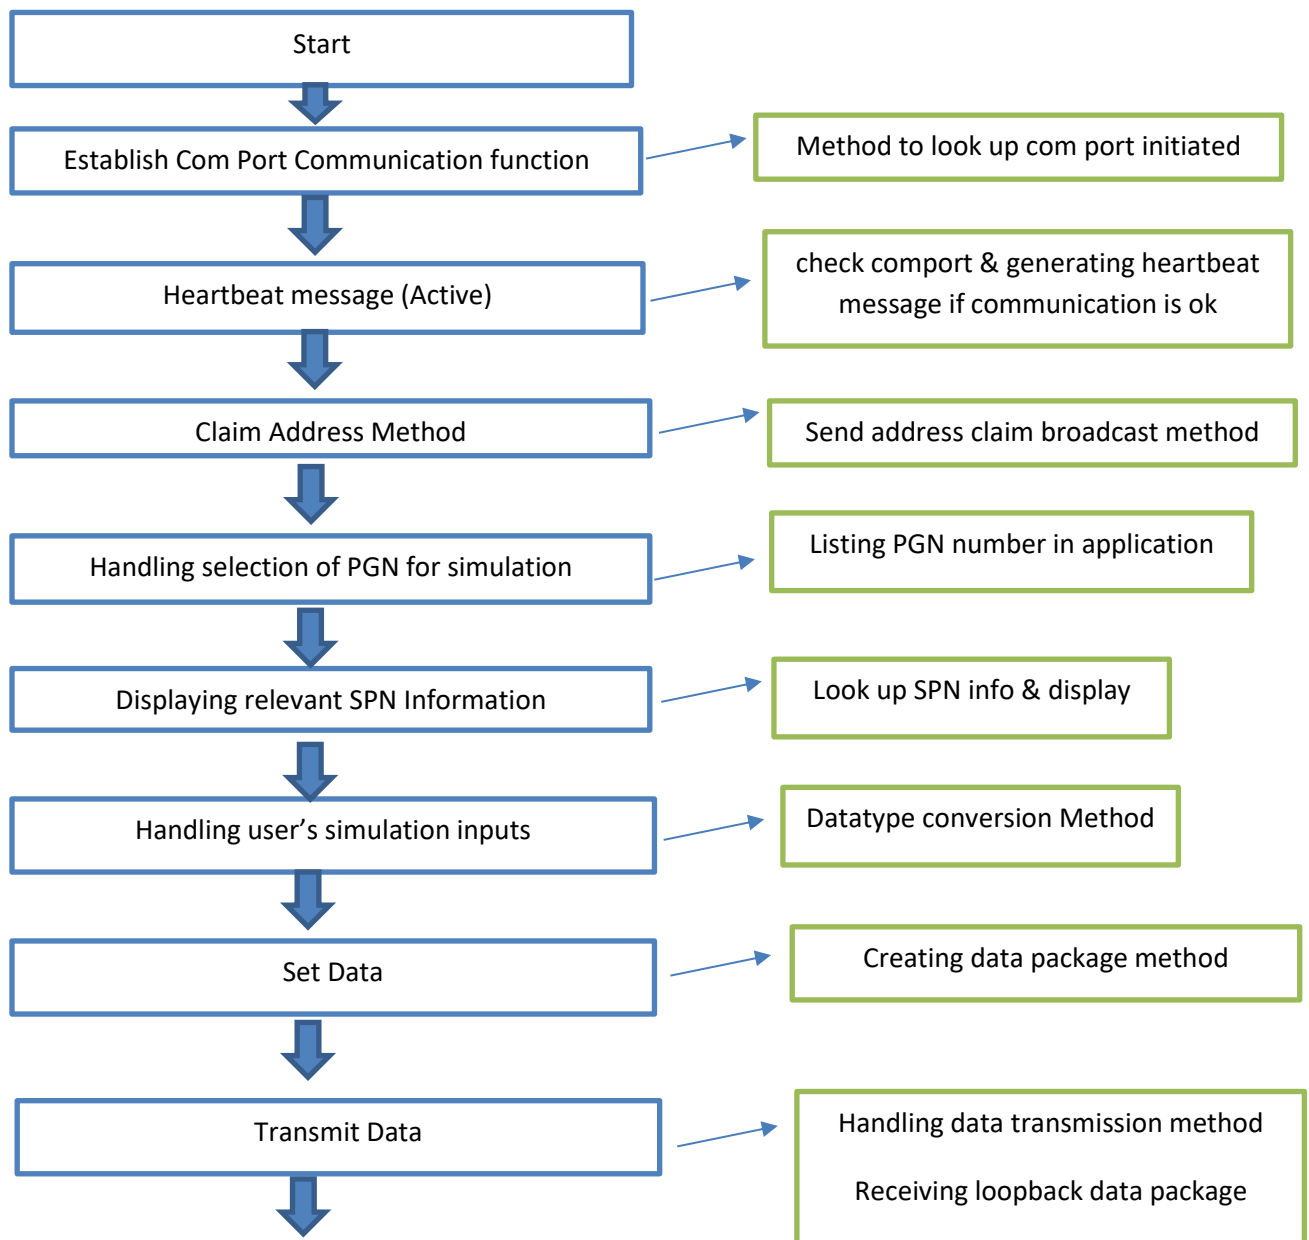 Start
Establish Com Port Communication function
Method to look up com port initiated
Heartbeat message (Active)
check comport & generating heartbeat
message if communication is ok
Claim Address Method
Send address claim broadcast method
Handling selection of PGN for simulation
Listing PGN number in application
Displaying relevant SPN Information
Look up SPN info & display
Handling user’s simulation inputs
Datatype conversion Method
Set Data
Creating data package method
Transmit Data
Handling data transmission method
Receiving loopback data package